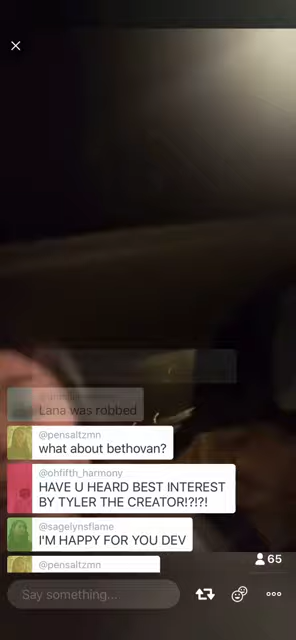 Lana was robbed
@pensaltzmn
what about bethovan?
@ohfifth_harmony
HAVE U HEARD BEST INTEREST
BY TYLER THE CREATOR!?!?!
@sagelynsflame
I'M HAPPY FOR YOU DEV
65
@pensaltzmn
Say something...